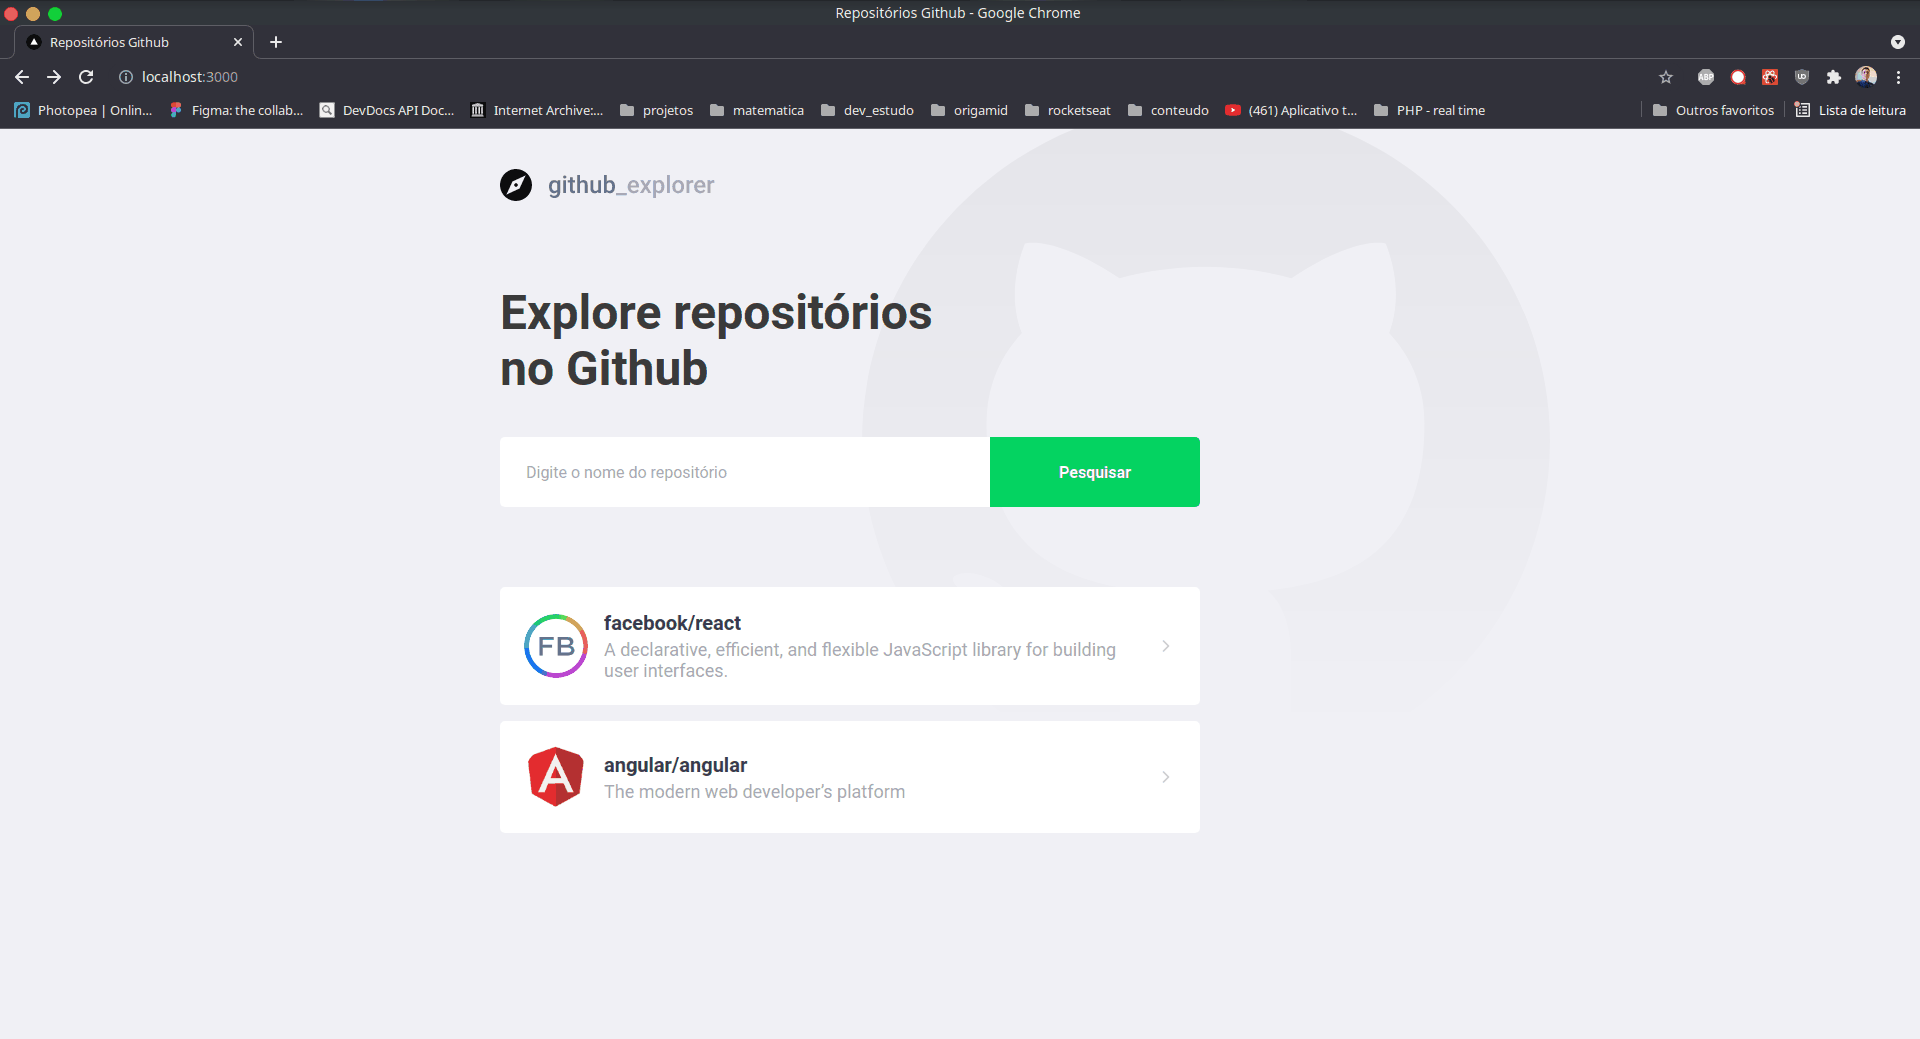 Repositórios Github - Google Chrome
Repositórios Github
localhost:3000
ABP
UD
Photopea | Onlin...
Figma: the collab...
DevDocs API Doc...
Internet Archive:...
projetos
matematica
dev_estudo
origamid
rocketseat
conteudo
(461) Aplicativo t...
PHP - real time
Outros favoritos
Lista de leitura
github_explorer
Explore repositórios
no Github
Digite o nome do repositório
Pesquisar
FB
facebook/react
A declarative, efficient, and flexible JavaScript library for building
user interfaces.
A
angular/angular
The modern web developer’s platform